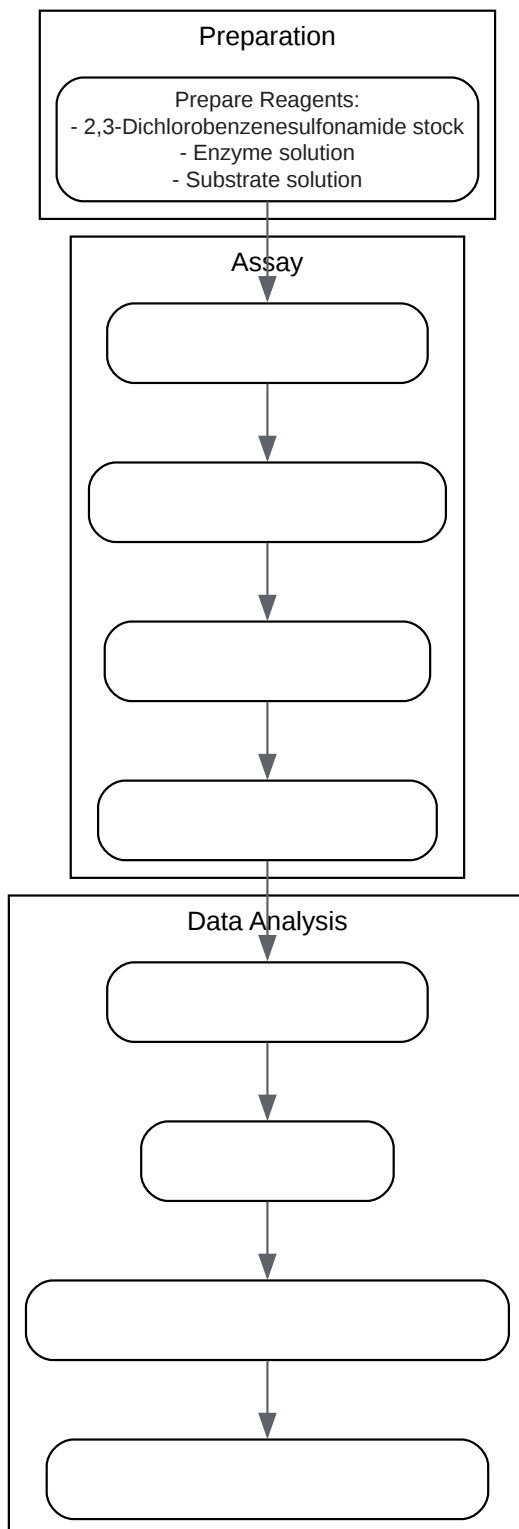 Preparation
Prepare Reagents:
- 2,3-Dichlorobenzenesulfonamide stock
- Enzyme solution
- Substrate solution
Assay
Data Analysis